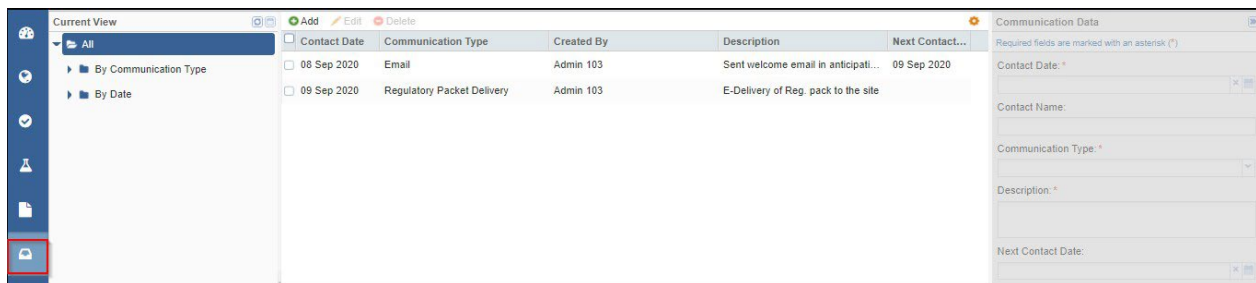 Current View
All
By Communication Type
By Date
Add Edit Delete
Contact Date Communication Type Created By Description Next Contact...
08 Sep 2020 Email Admin 103 Sent welcome email in anticipati... 09 Sep 2020
09 Sep 2020 Regulatory Packet Delivery Admin 103 E-Delivery of Reg. pack to the site
Communication Data
Required fields are marked with an asterisk (*)
Contact Date: *
Contact Name:
Communication Type: *
Description: *
Next Contact Date: